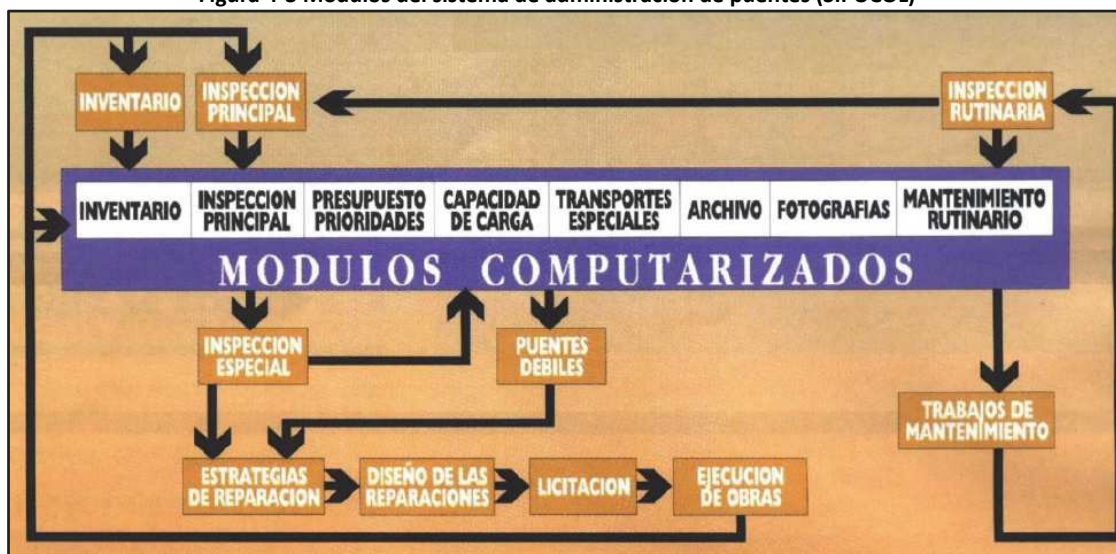 Figura Módulos del sistema de administración de puentes (SIPUCOL)
INVENTARIO
INSPECCION
PRINCIPAL
INSPECCION
RUTINARIA
INVENTARIO
INSPECCION
PRINCIPAL
PRESUPUESTO
PRIORIDADES
CAPACIDAD
DE CARGA
TRANSPORTES
ESPECIALES
ARCHIVO
FOTOGRAFIAS
MANTENIMIENTO
RUTINARIO
MODULOS COMPUTARIZADOS
INSPECCION
ESPECIAL
PUENTES
DEBILES
TRABAJOS DE
MANTENIMIENTO
ESTRATEGIAS
DE REPARACION
DISEÑO DE LAS
REPARACIONES
LICITACION
EJECUCION
DE OBRAS